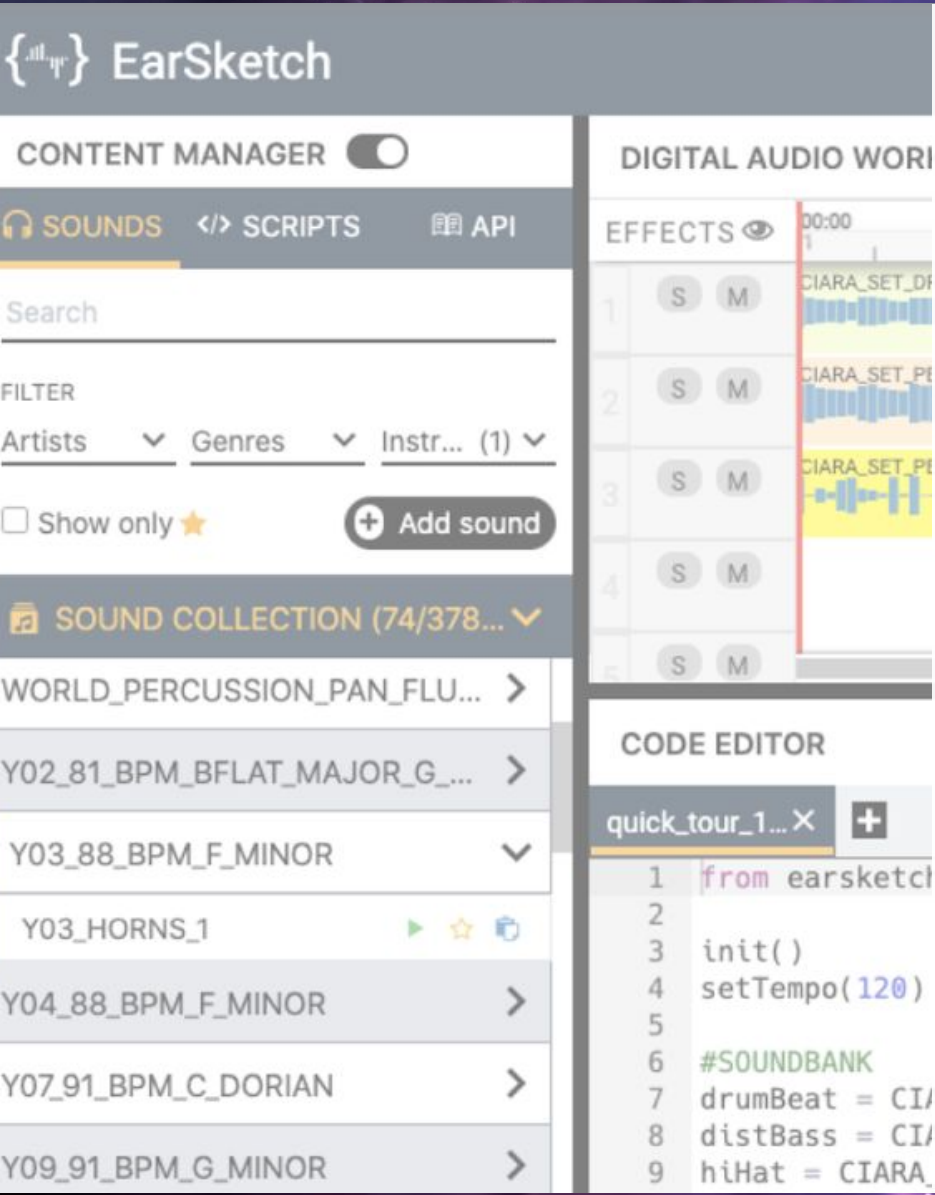 EarSketch
CONTENT MANAGER
SOUNDS </> SCRIPTS API
Search
FILTER
Artists Genres Instr... (1)
Show only Add sound
SOUND COLLECTION (74/378...
WORLD_PERCUSSION_PAN_FLU...
Y02_81_BPM_BFLAT_MAJOR_G_...
Y03_88_BPM_F_MINOR
Y03_HORNS_1
Y04_88_BPM_F_MINOR
Y07_91_BPM_C_DORIAN
Y09_91_BPM_G_MINOR
DIGITAL AUDIO WOR
EFFECTS 00:00
1
1 S M CIARA_SET_DR
2 S M CIARA_SET_PE
3 S M CIARA_SET_PE
4 S M
5 S M
CODE EDITOR
quick_tour_1...
1 from earsketch
2
3 init()
4 setTempo(120)
5
6 #SOUNDBANK
7 drumBeat = CIA
8 distBass = CIA
9 hiHat = CIARA_